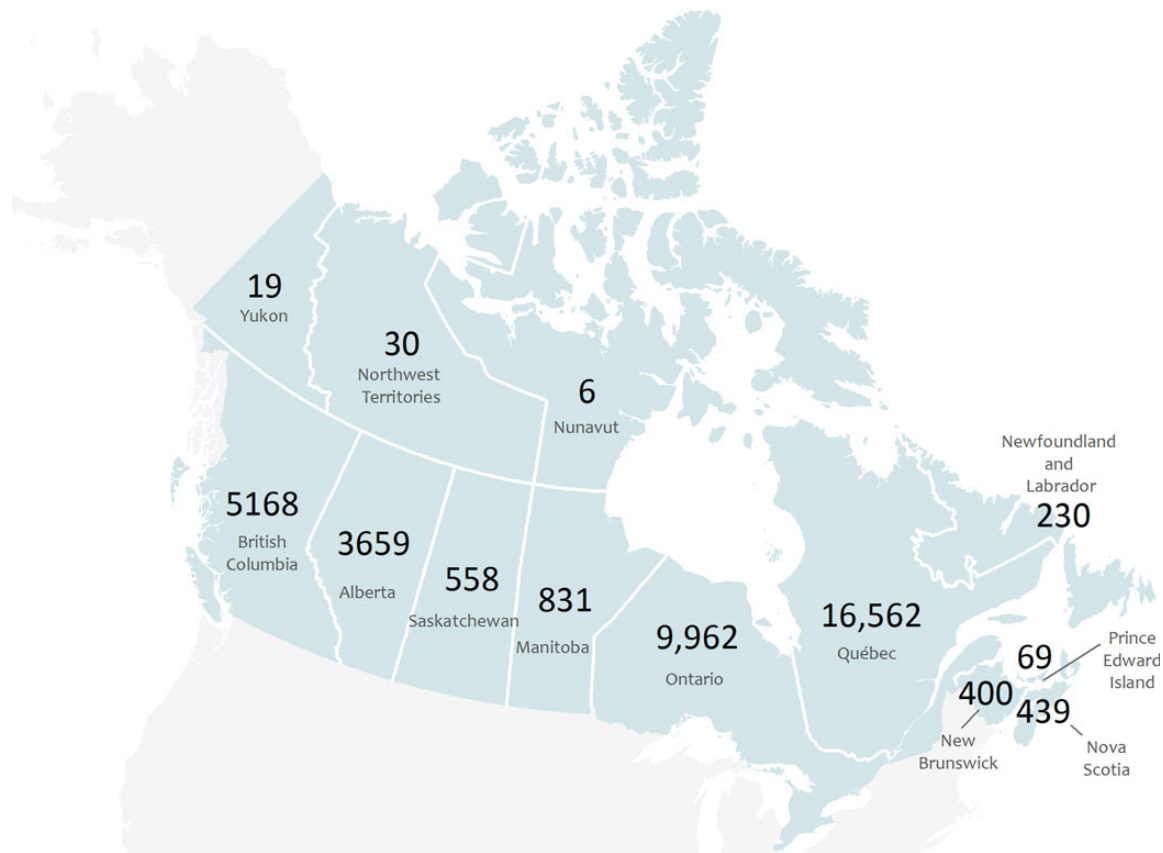 19
Yukon
30
Northwest
Territories
6
Nunavut
Newfoundland
and
Labrador
230
5168
British
Columbia
3659
Alberta
558
Saskatchewan
831
Manitoba
9,962
Ontario
16,562
Québec
69
Prince
Edward
Island
400
New
Brunswick
439
Nova
Scotia